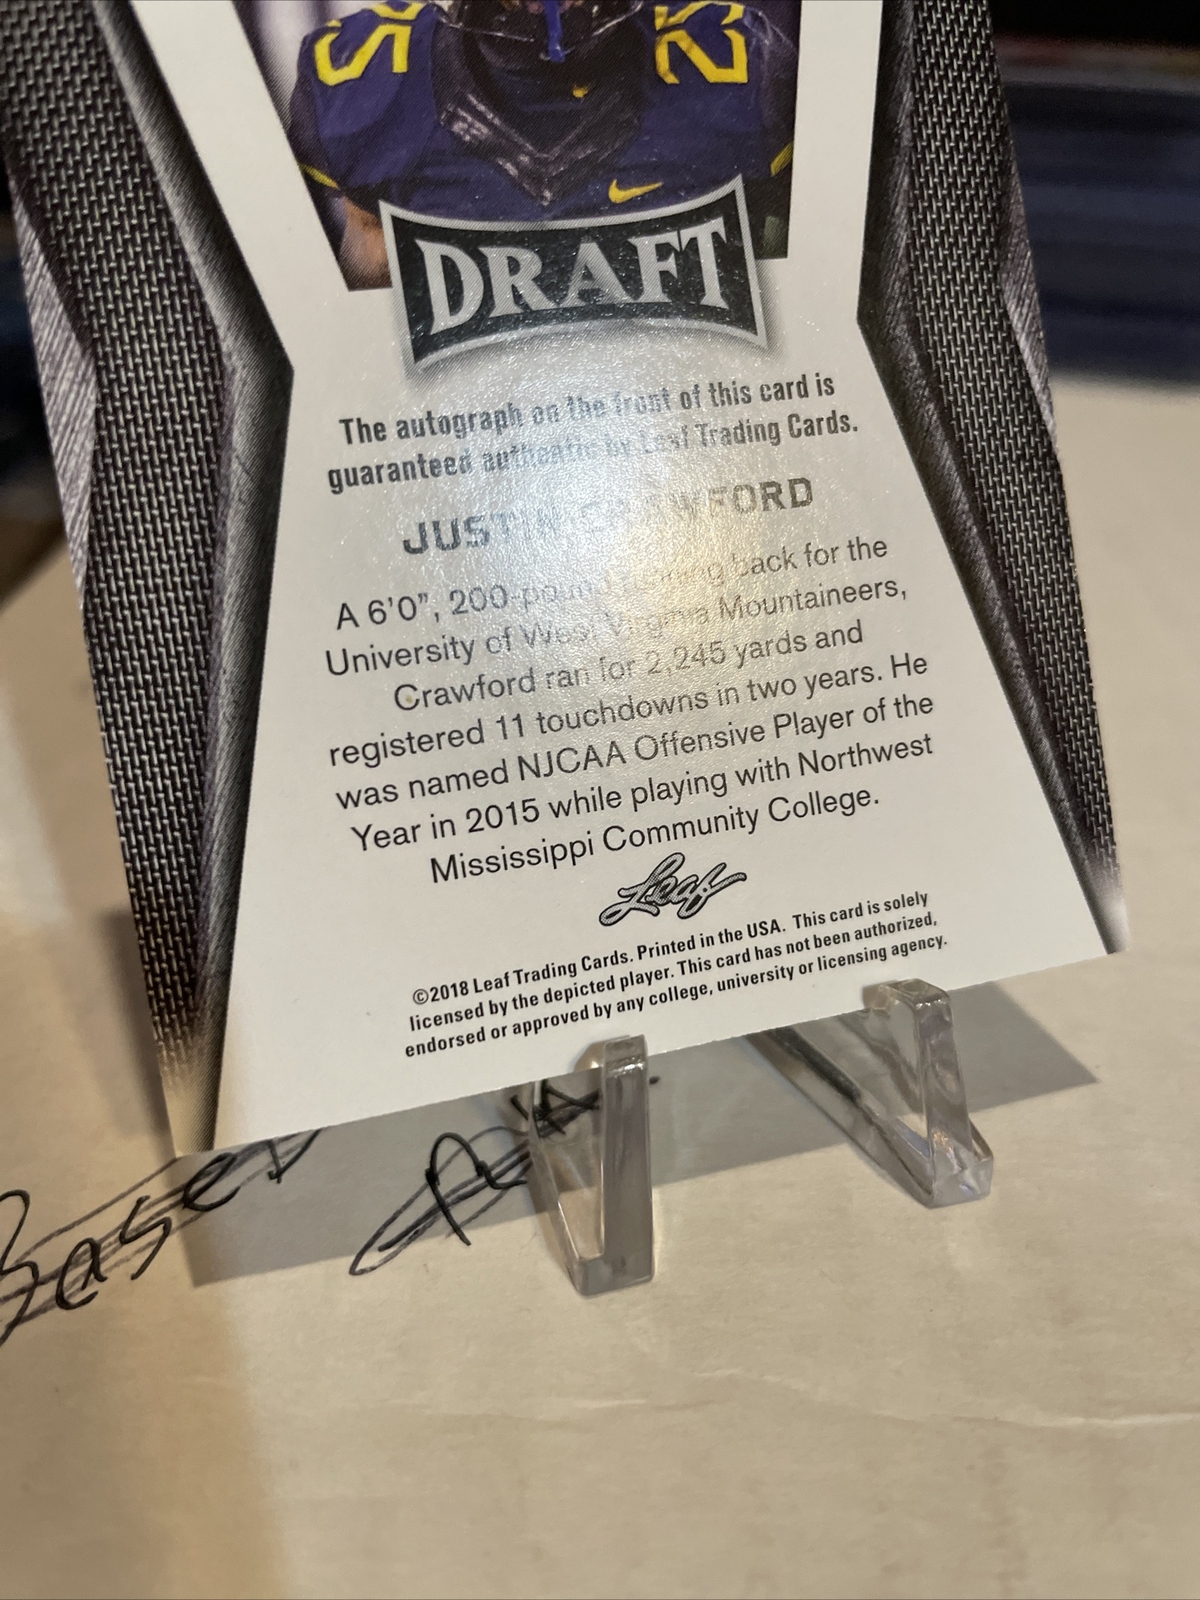 25
25
DRAFT
The autograph on the front of this card is
guaranteed authentic by Leaf Trading Cards.
JUSTIN CRAWFORD
A 6'0", 200-pound running back for the
University of West Virginia Mountaineers,
Crawford ran for 2,245 yards and
registered 11 touchdowns in two years. He
was named NJCAA Offensive Player of the
Year in 2015 while playing with Northwest
Mississippi Community College.
Leaf
©2018 Leaf Trading Cards. Printed in the USA. This card is solely
licensed by the depicted player. This card has not been authorized,
endorsed or approved by any college, university or licensing agency.